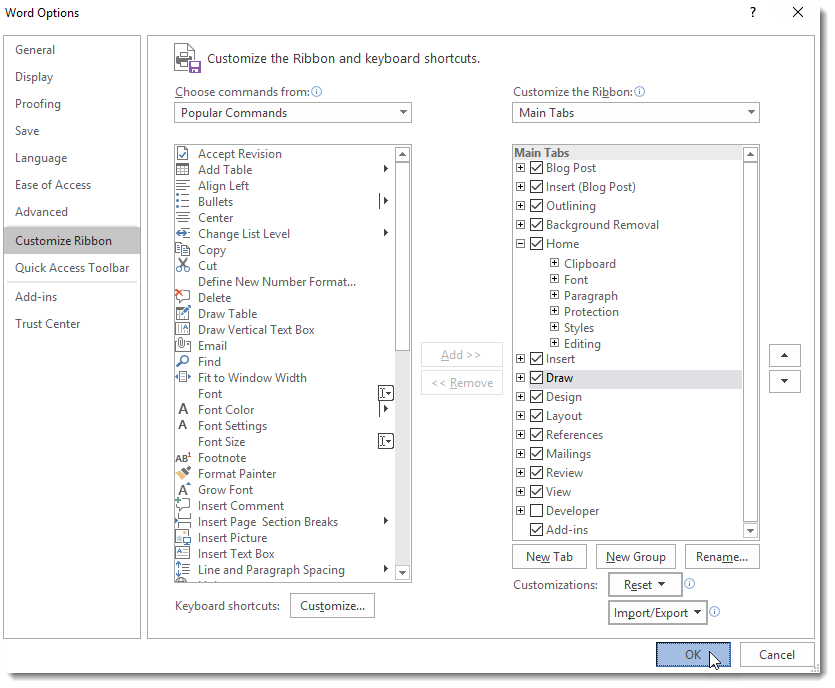 Word Options
?
General
Display
Proofing
Save
Language
Ease of Access
Advanced
Customize Ribbon
Quick Access Toolbar
Add-ins
Trust Center
Customize the Ribbon and keyboard shortcuts.
Choose commands from:
Popular Commands
Accept Revision
Add Table
Align Left
Bullets
Center
Change List Level
Copy
Cut
Define New Number Format...
Delete
Draw Table
Draw Vertical Text Box
Email
Find
Fit to Window Width
Font
Font Color
Font Settings
Font Size
Footnote
Format Painter
Grow Font
Insert Comment
Insert Page  Section Breaks
Insert Picture
Insert Text Box
Line and Paragraph Spacing
Keyboard shortcuts:
Customize...
Add >>
<< Remove
Customize the Ribbon:
Main Tabs
Main Tabs
Blog Post
Insert (Blog Post)
Outlining
Background Removal
Home
Clipboard
Font
Paragraph
Protection
Styles
Editing
Insert
Draw
Design
Layout
References
Mailings
Review
View
Developer
Add-ins
New Tab
New Group
Rename...
Customizations:
Reset
Import/Export
OK
Cancel